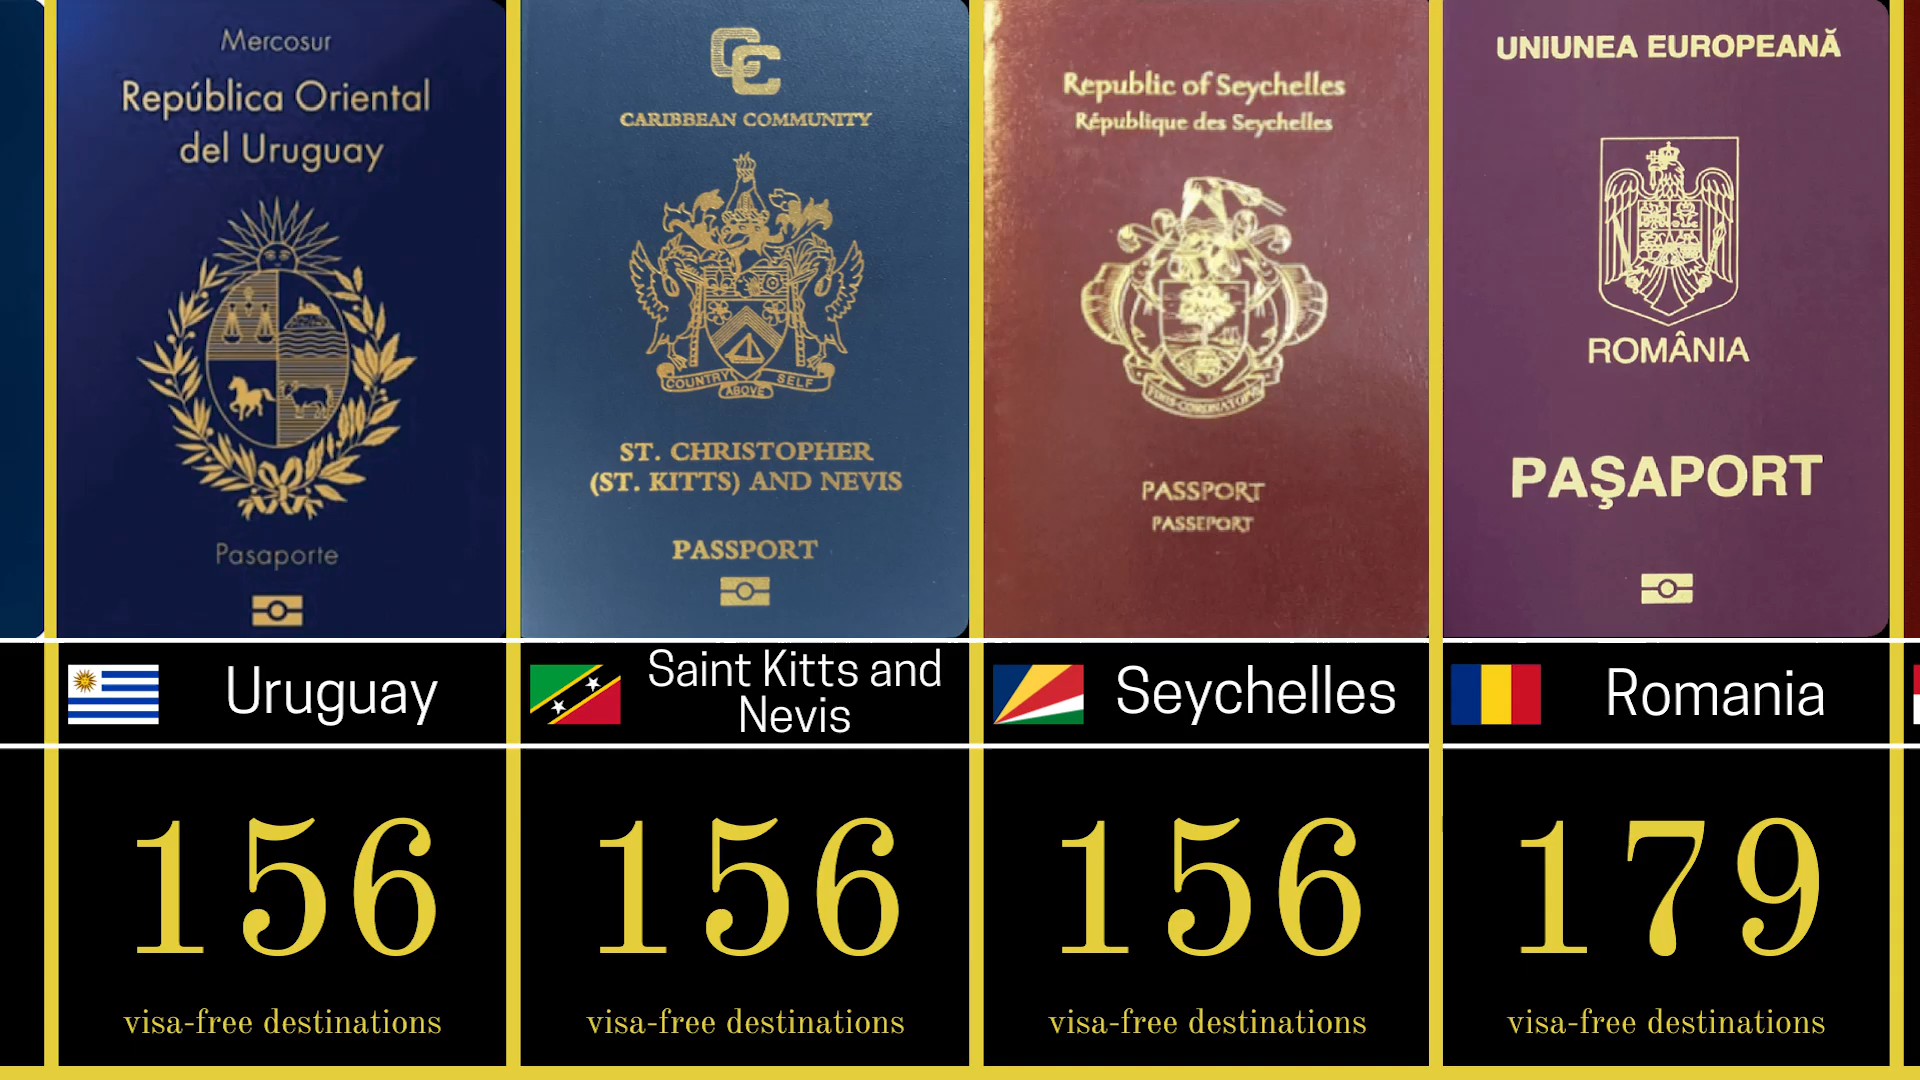 Mercosur
República Oriental
del Uruguay
Pasaporte
Uruguay
156
visa-free destinations
CARIBBEAN COMMUNITY
COUNTRY ABOVE SELF
ST. CHRISTOPHER
(ST. KITTS) AND NEVIS
PASSPORT
Saint Kitts and
Nevis
156
visa-free destinations
Republic of Seychelles
République des Seychelles
PASSPORT
PASSEPORT
Seychelles
156
visa-free destinations
UNIUNEA EUROPEANĂ
ROMÂNIA
PAŞAPORT
Romania
179
visa-free destinations